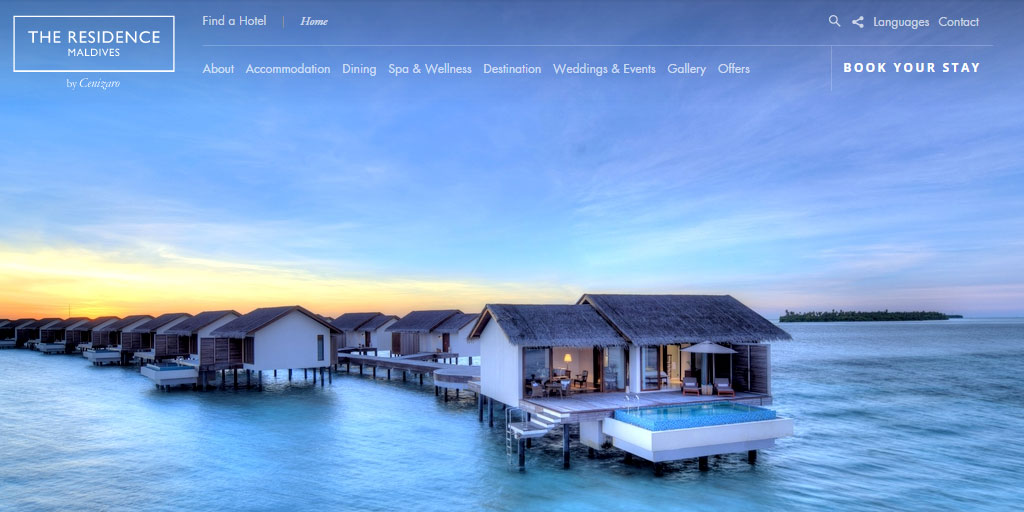 THE RESIDENCE
MALDIVES
by Cenizaro
Find a Hotel | Home
Languages Contact
About Accommodation Dining Spa & Wellness Destination Weddings & Events Gallery Offers
BOOK YOUR STAY